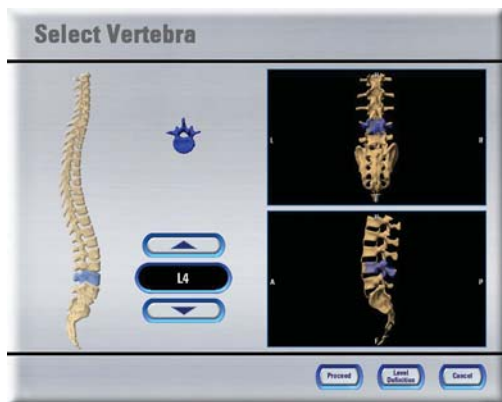 Select Vertebra
L
R
L4
A
P
Proceed
Level
Definition
Cancel